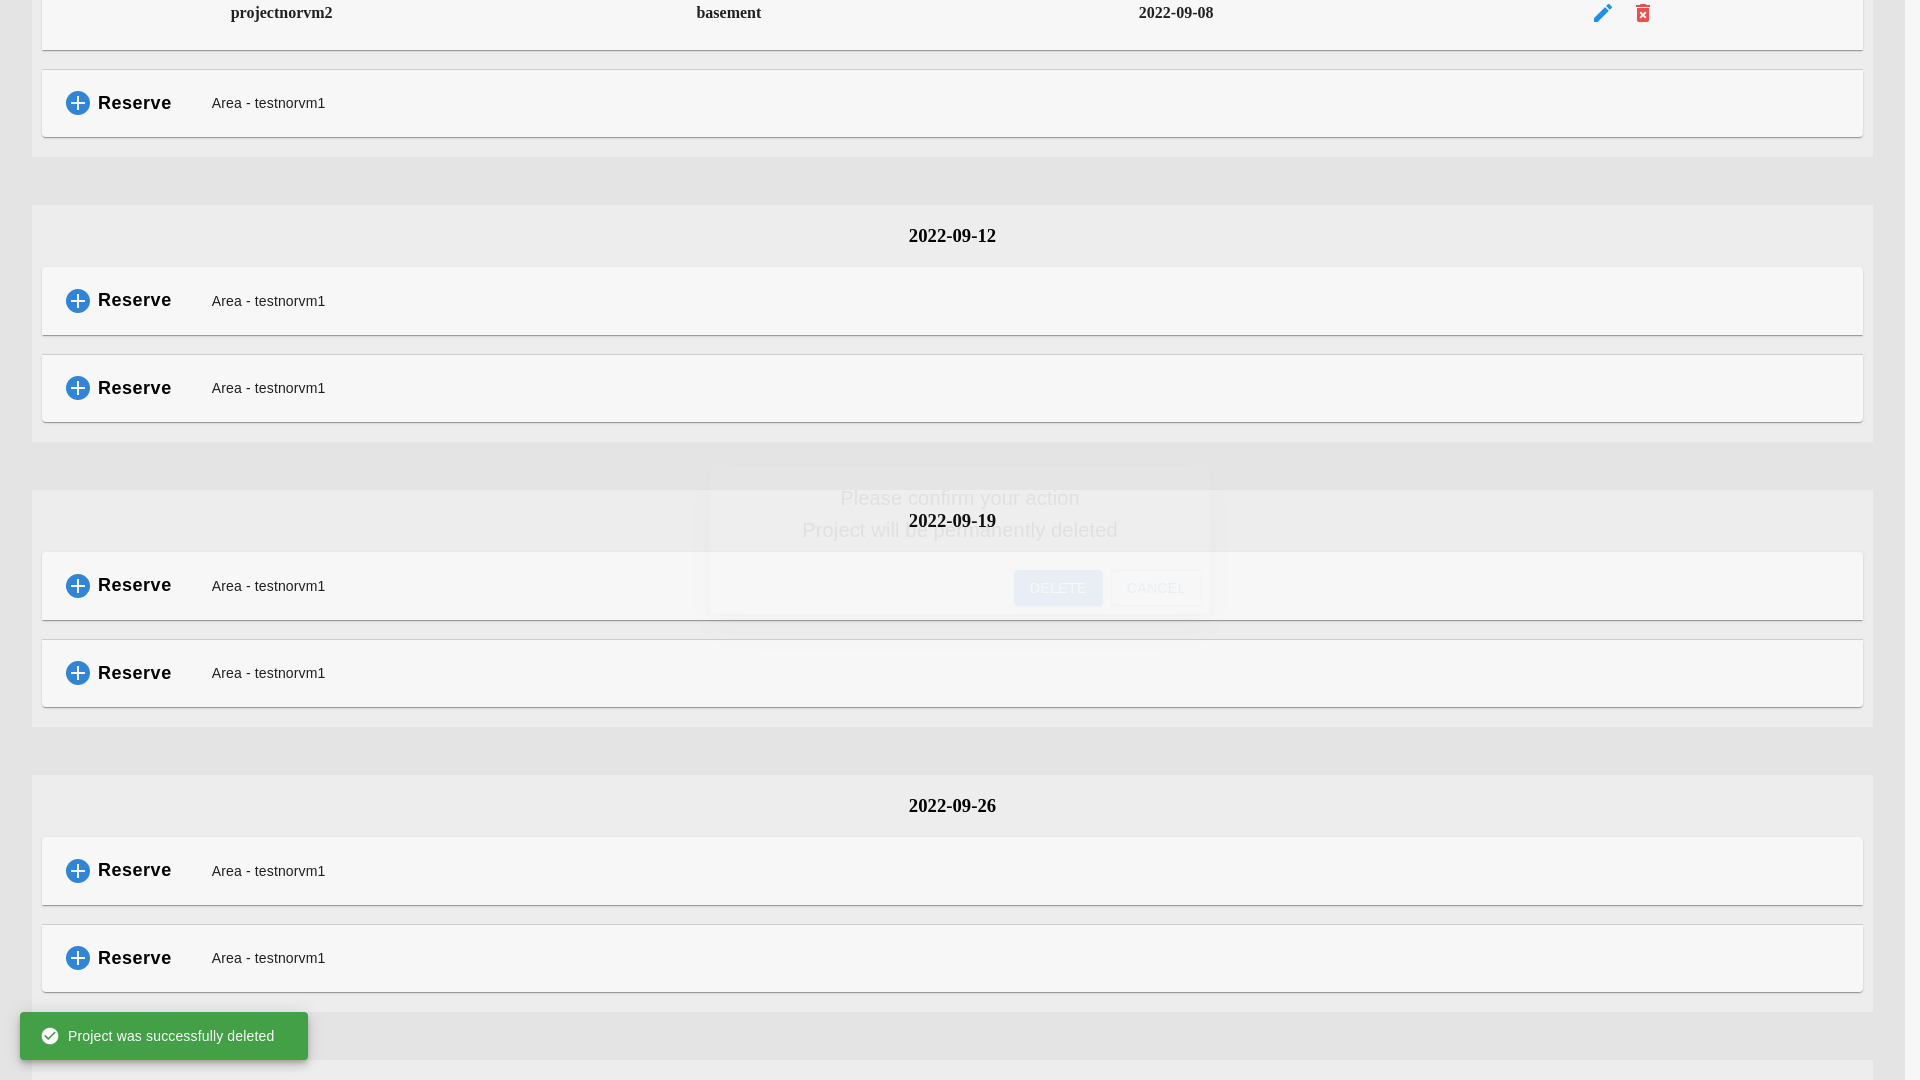 projectnorvm2 basement 2022-09-08
Reserve Area - testnorvm1
2022-09-12
Reserve Area - testnorvm1
Reserve Area - testnorvm1
Please confirm your action
2022-09-19
Project will be permanently deleted
Reserve Area - testnorvm1
DELETE CANCEL
Reserve Area - testnorvm1
2022-09-26
Reserve Area - testnorvm1
Reserve Area - testnorvm1
Project was successfully deleted